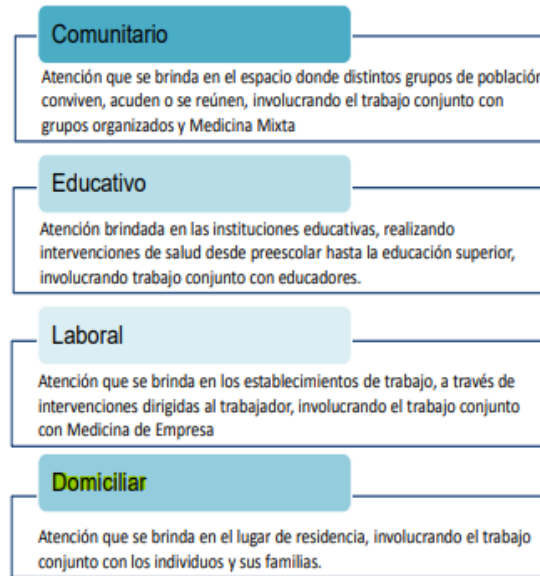 Comunitario
Atención que se brinda en el espacio donde distintos grupos de población
conviven, acuden o se reúnen, involucrando el trabajo conjunto con
grupos organizados y Medicina Mixta
Educativo
Atención brindada en las instituciones educativas, realizando
intervenciones de salud desde preescolar hasta la educación superior,
involucrando trabajo conjunto con educadores.
Laboral
Atención que se brinda en los establecimientos de trabajo, a través de
intervenciones dirigidas al trabajador, involucrando el trabajo conjunto
con Medicina de Empresa
Domiciliar
Atención que se brinda en el lugar de residencia, involucrando el trabajo
conjunto con los individuos y sus familias.